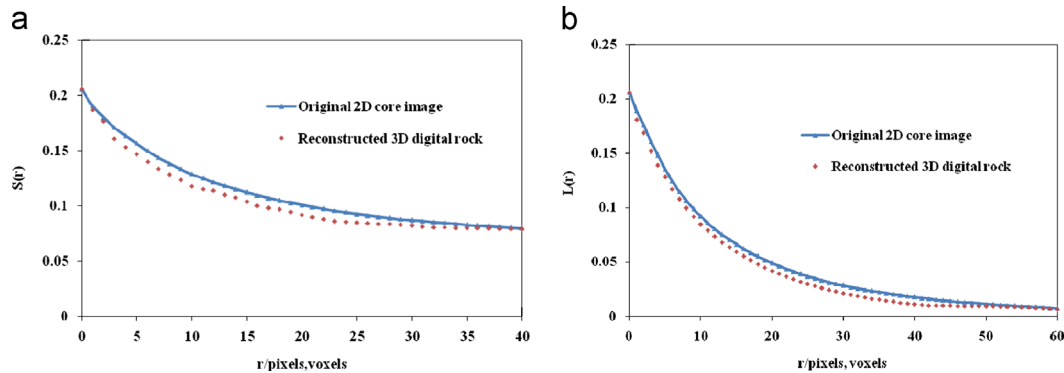 a
0.25
0.2
0.15
0.1
0.05
0
S(r)
Original 2D core image
Reconstructed 3D digital rock
0 5 10 15 20 25 30 35 40
r/pixels,voxels
b
0.25
0.2
0.15
0.1
0.05
0
L(r)
Original 2D core image
Reconstructed 3D digital rock
0 10 20 30 40 50 60
r/pixels,voxels